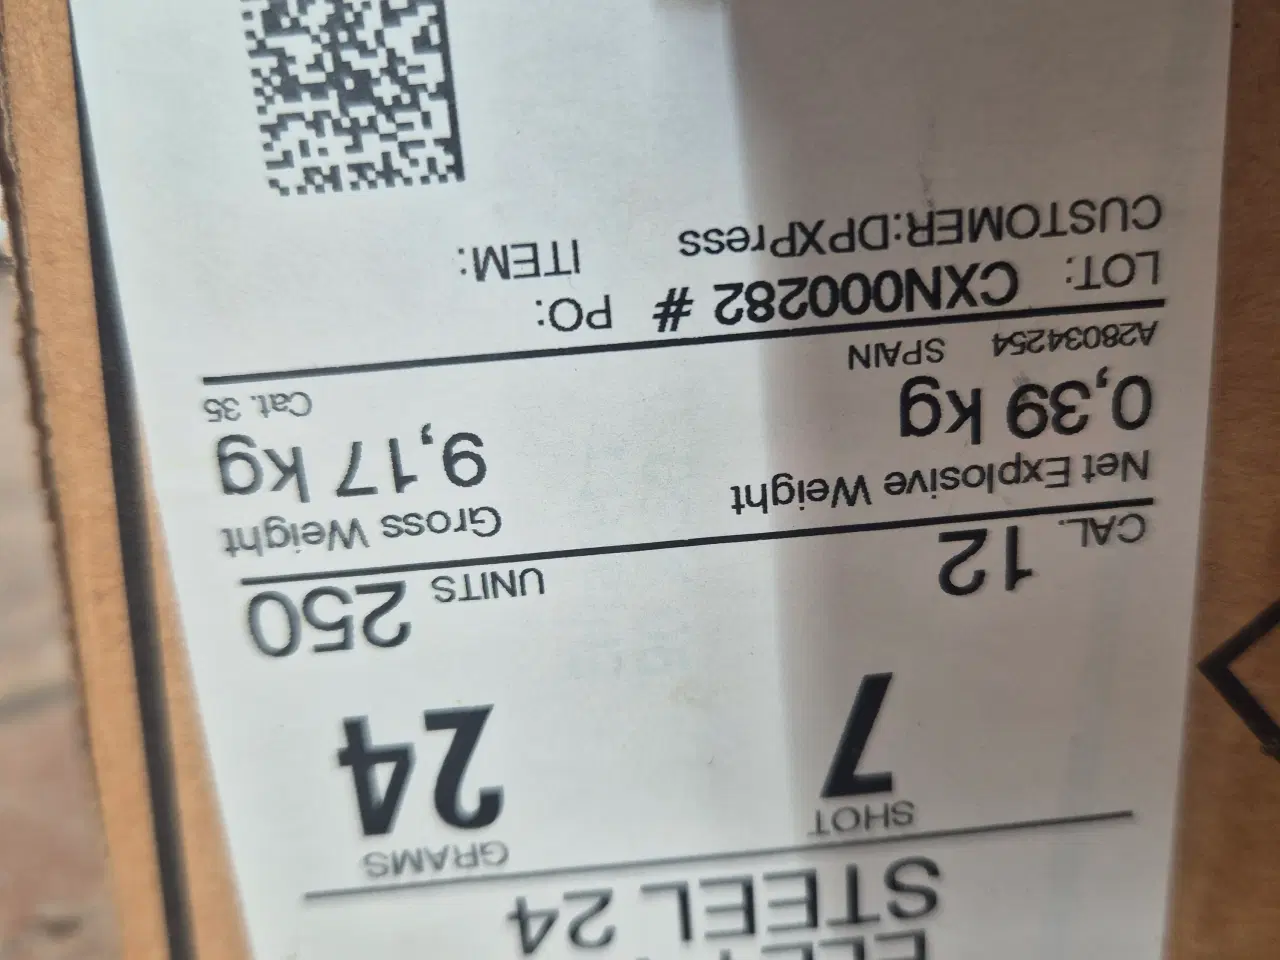 STEEL 24
SHOT GRAMS
7 24
CAL. 12 UNITS 250
Net Explosive Weight Gross Weight
0,39 kg 9,17 kg
A28034254 SPAIN Cat. 35
LOT: CXN000282 # PO:
CUSTOMER:DPXPress ITEM: